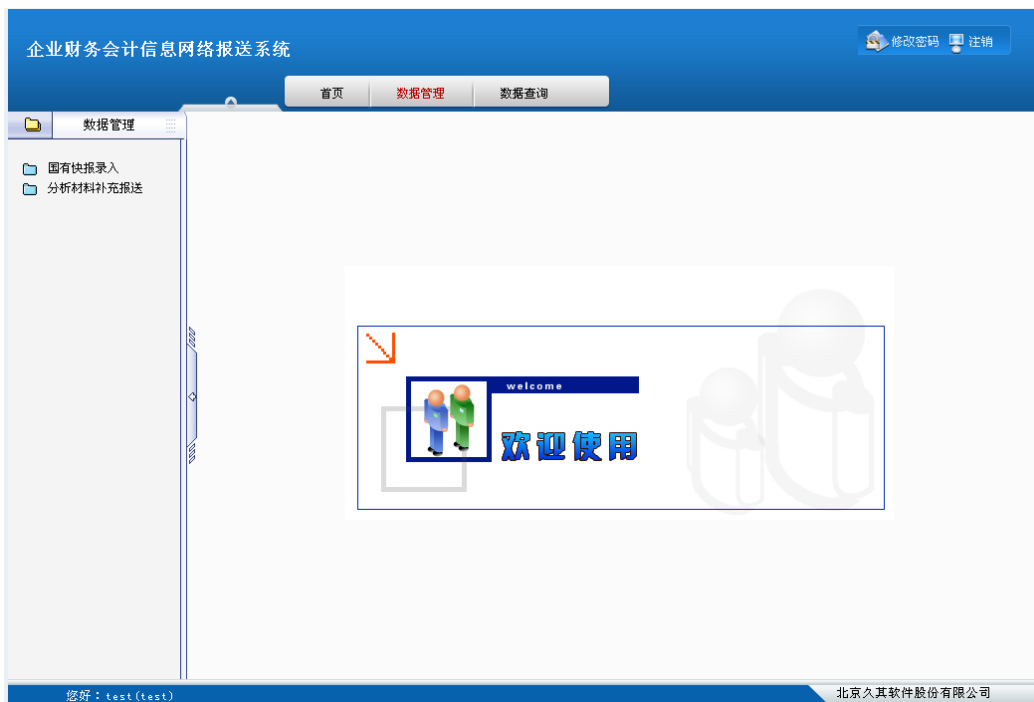 企业财务会计信息网络报送系统
修改密码 注销
首页 数据管理 数据查询
数据管理
国有快报录入
分析材料补充报送
welcome
欢迎使用
您好：test(test)
北京久其软件股份有限公司